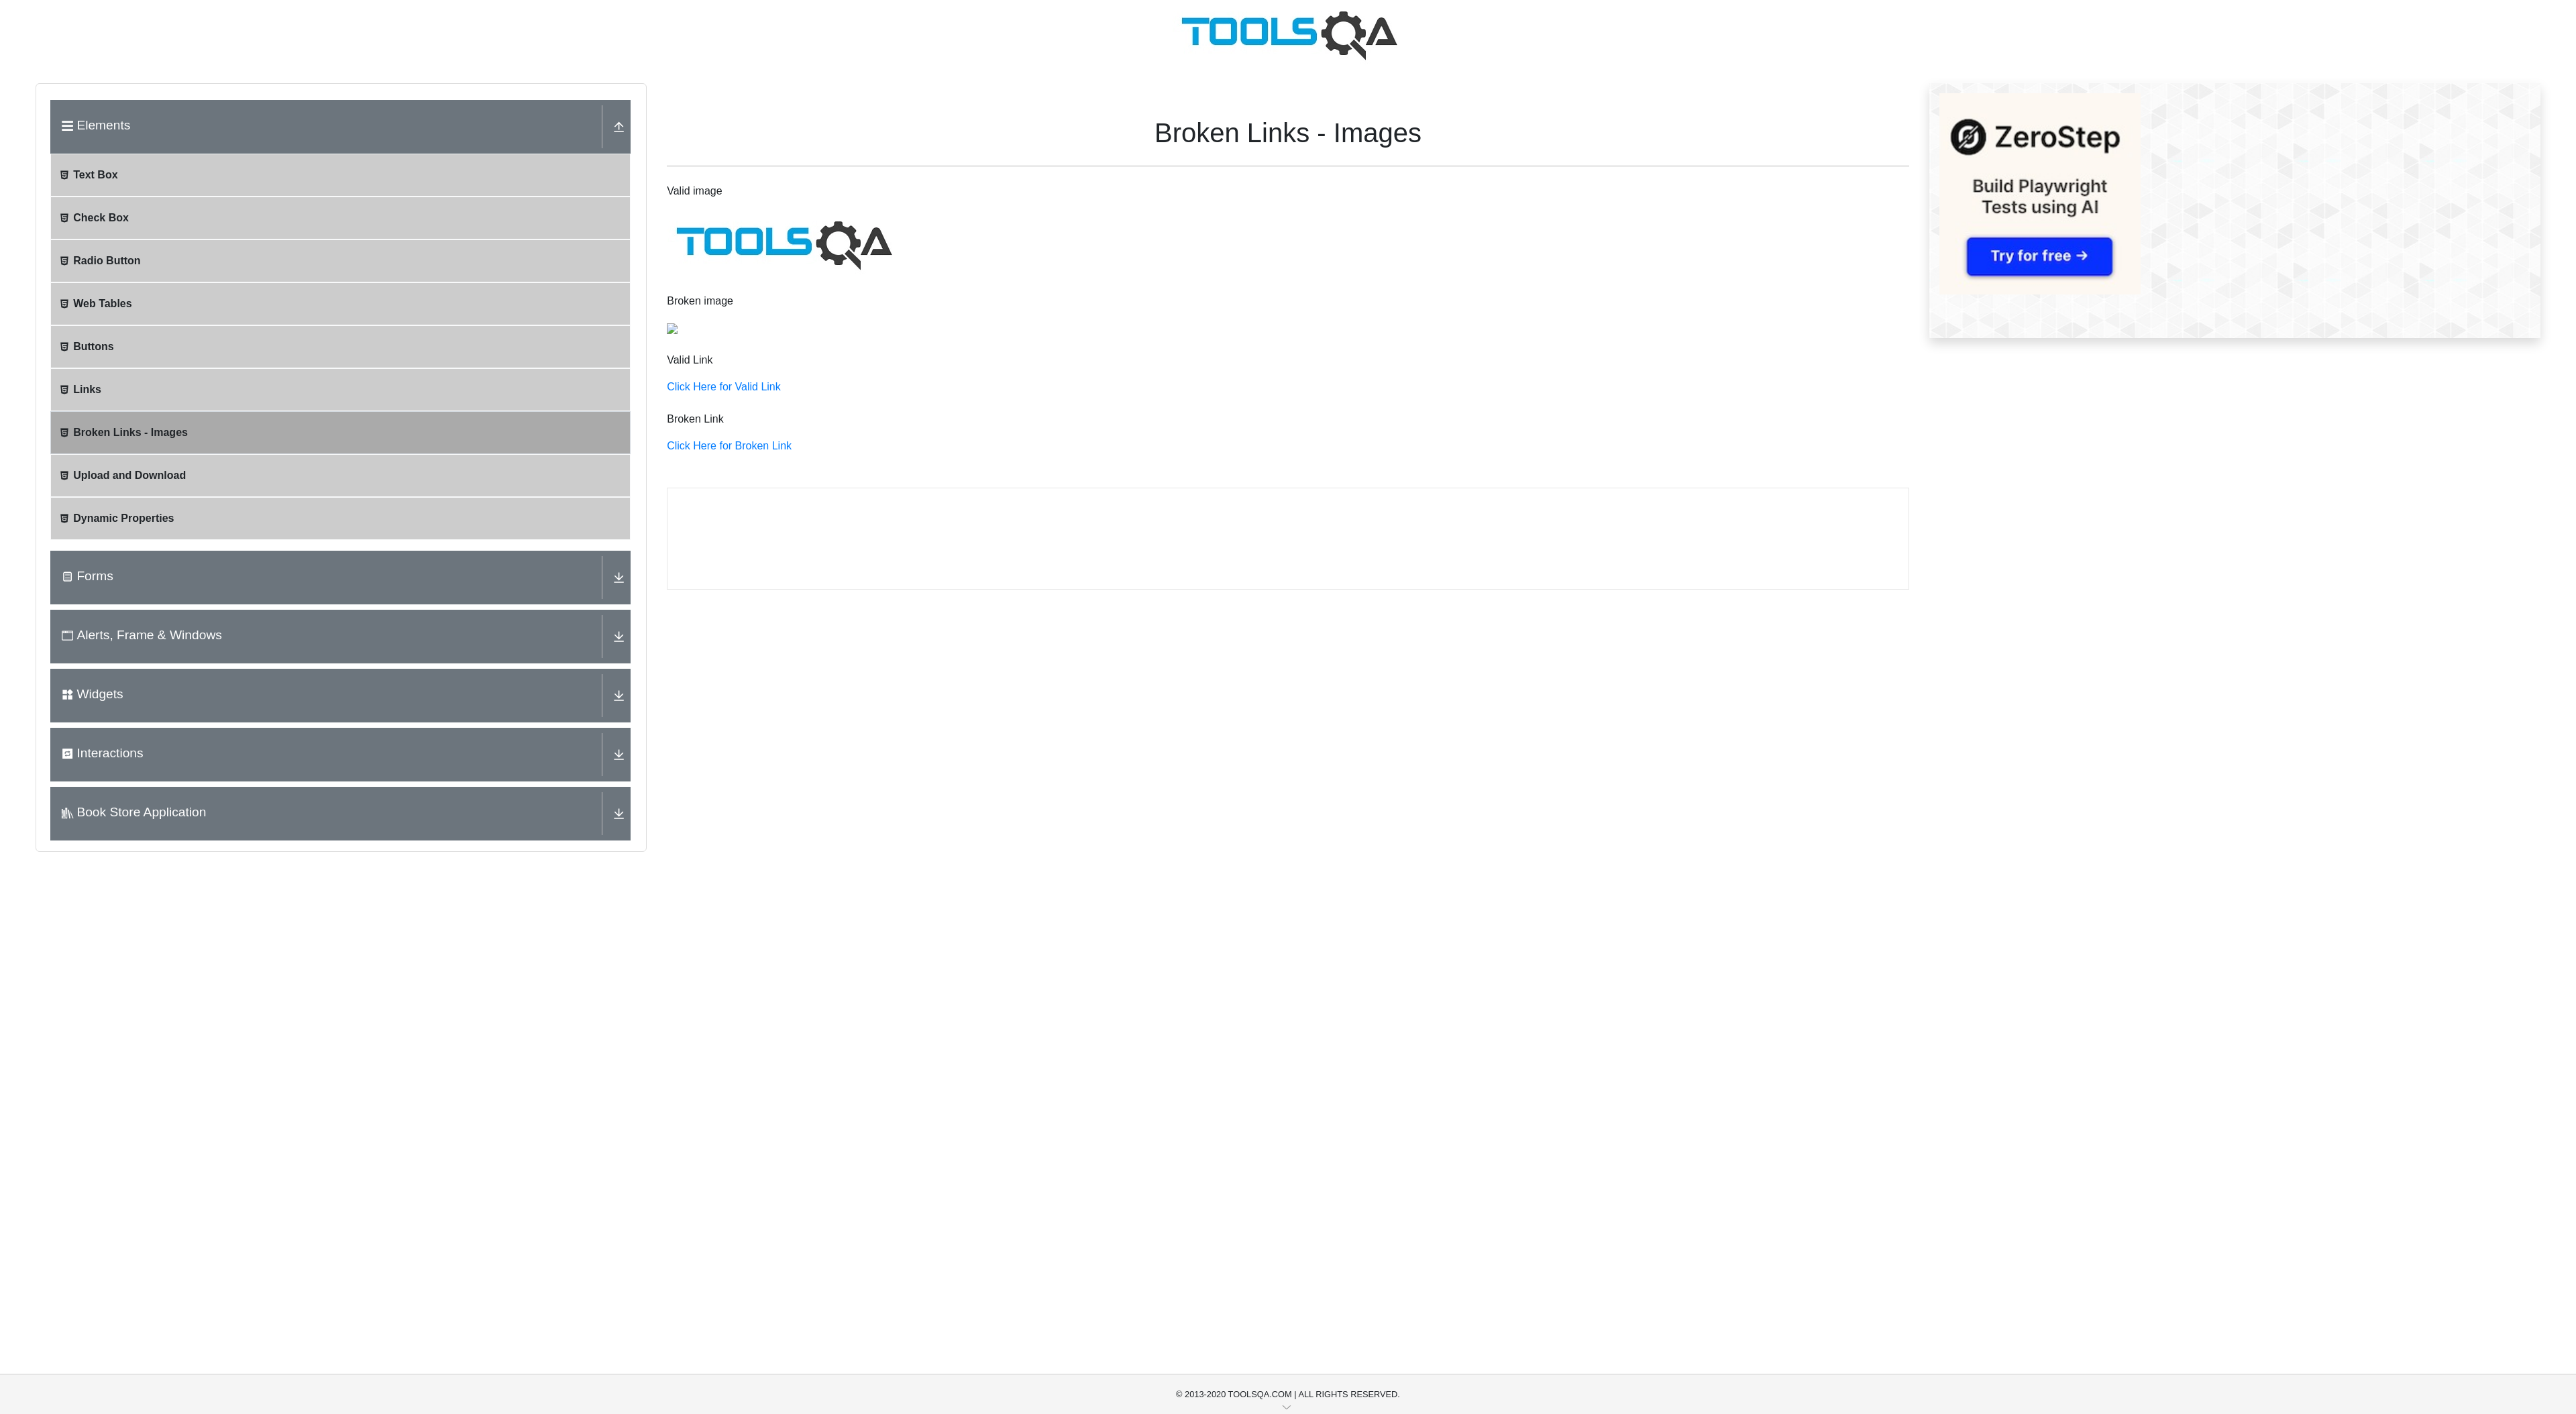 TOOLSQA
Elements
Text Box
Check Box
Radio Button
Web Tables
Buttons
Links
Broken Links - Images
Upload and Download
Dynamic Properties
Forms
Alerts, Frame & Windows
Widgets
Interactions
Book Store Application
Broken Links - Images
Valid image
TOOLSQA
Broken image
Valid Link
Click Here for Valid Link
Broken Link
Click Here for Broken Link
ZeroStep
Build Playwright
Tests using AI
Try for free →
© 2013-2020 TOOLSQA.COM | ALL RIGHTS RESERVED.